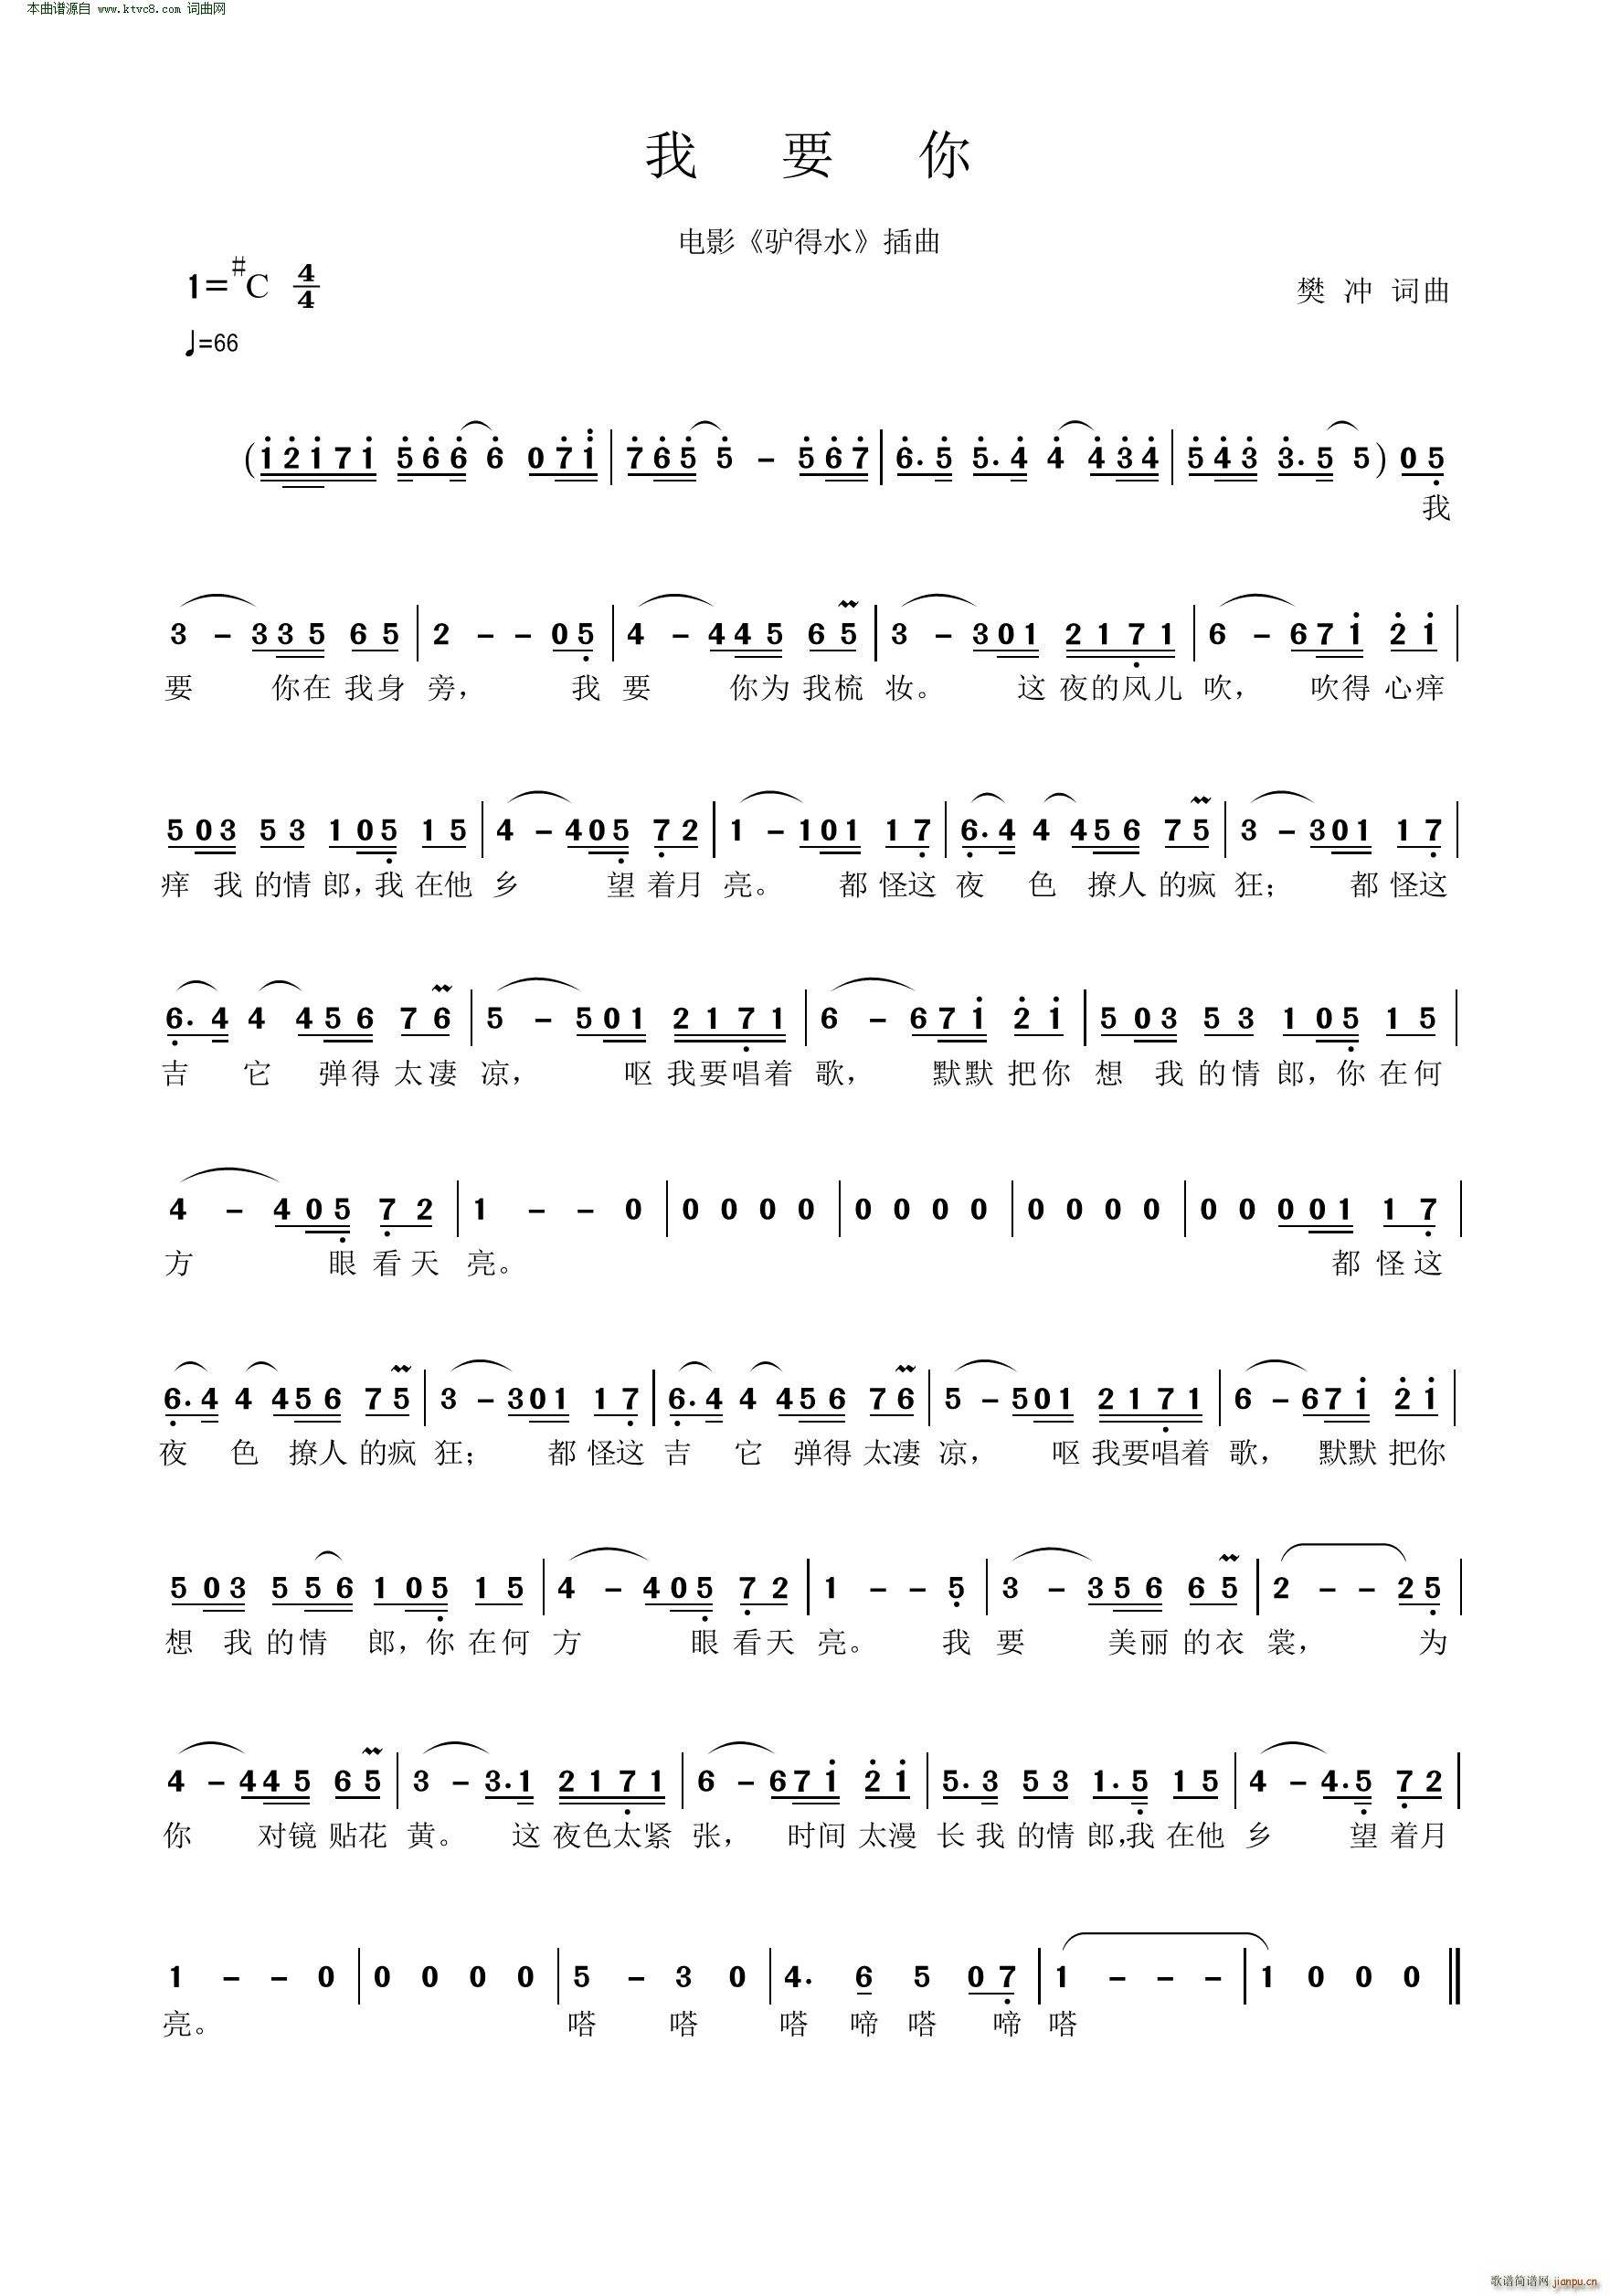 本曲谱源自 www.ktvc8.com 词曲网
我 要 你
电影《驴得水》插曲
1=#C 4/4
樊 冲 词曲
♩=66
(1 2 1 7 1 5 6 6 6 0 7 1 | 7 6 5 5 – 5 6 7 | 6. 5 5. 4 4 4 3 4 | 5 4 3 3. 5 5 ) 0 5
我
3 – 3 3 5 6 5 | 2 – – 0 5 | 4 – 4 4 5 6 5 | 3 – 3 0 1 2 1 7 1 | 6 – 6 7 1 2 1 |
要 你在 我身 旁， 我 要 你为 我梳 妆。 这 夜的风儿 吹， 吹得 心痒
5 0 3 5 3 1 0 5 1 5 | 4 – 4 0 5 7 2 | 1 – 1 0 1 1 7 | 6. 4 4 4 5 6 7 5 | 3 – 3 0 1 1 7 |
痒 我 的情 郎，我 在他 乡 望 着月 亮。 都 怪这 夜 色 撩人 的疯 狂； 都 怪这
6. 4 4 4 5 6 7 6 | 5 – 5 0 1 2 1 7 1 | 6 – 6 7 1 2 1 | 5 0 3 5 3 1 0 5 1 5 |
吉 它 弹得 太凄 凉， 呕 我要唱着 歌， 默默 把你 想 我 的情 郎，你 在何
4 – 4 0 5 7 2 | 1 – – 0 | 0 0 0 0 | 0 0 0 0 | 0 0 0 0 | 0 0 0 0 1 1 7 |
方 眼 看天 亮。 都 怪这
6. 4 4 4 5 6 7 5 | 3 – 3 0 1 1 7 | 6. 4 4 4 5 6 7 6 | 5 – 5 0 1 2 1 7 1 | 6 – 6 7 1 2 1 |
夜 色 撩人 的疯 狂； 都 怪这 吉 它 弹得 太凄 凉， 呕 我要唱着 歌， 默默 把你
5 0 3 5 5 6 1 0 5 1 5 | 4 – 4 0 5 7 2 | 1 – – 5 | 3 – 3 5 6 6 5 | 2 – – 2 5 |
想 我 的情 郎，你 在何 方 眼 看天 亮。 我 要 美丽 的衣 裳， 为
4 – 4 4 5 6 5 | 3 – 3. 1 2 1 7 1 | 6 – 6 7 1 2 1 | 5. 3 5 3 1. 5 1 5 | 4 – 4. 5 7 2 |
你 对镜 贴花 黄。 这 夜色太紧 张， 时间 太漫 长 我 的情 郎，我 在他 乡 望 着月
1 – – 0 | 0 0 0 0 | 5 – 3 0 | 4. 6 5 0 7 | 1 – – – | 1 0 0 0 ‖
亮。 嗒 嗒 嗒 啼 嗒 啼 嗒
歌谱简谱网 jianpu.cn